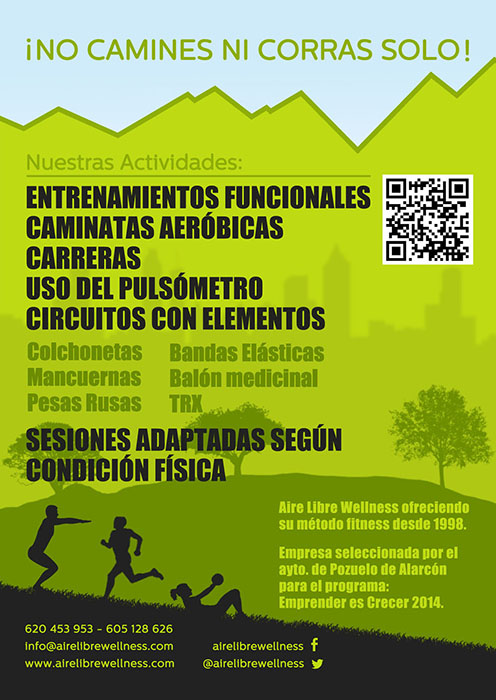 ¡NO CAMINES NI CORRAS SOLO!
Nuestras Actividades:
ENTRENAMIENTOS FUNCIONALES
CAMINATAS AERÓBICAS
CARRERAS
USO DEL PULSÓMETRO
CIRCUITOS CON ELEMENTOS
Colchonetas Bandas Elásticas
Mancuernas Balón medicinal
Pesas Rusas TRX
SESIONES ADAPTADAS SEGÚN
CONDICIÓN FÍSICA
Aire Libre Wellness ofreciendo
su método fitness desde 1998.
Empresa seleccionada por el
ayto. de Pozuelo de Alarcón
para el programa:
Emprender es Crecer 2014.
620 453 953 - 605 128 626
info@airelibrewellness.com airelibrewellness
www.airelibrewellness.com @airelibrewellness